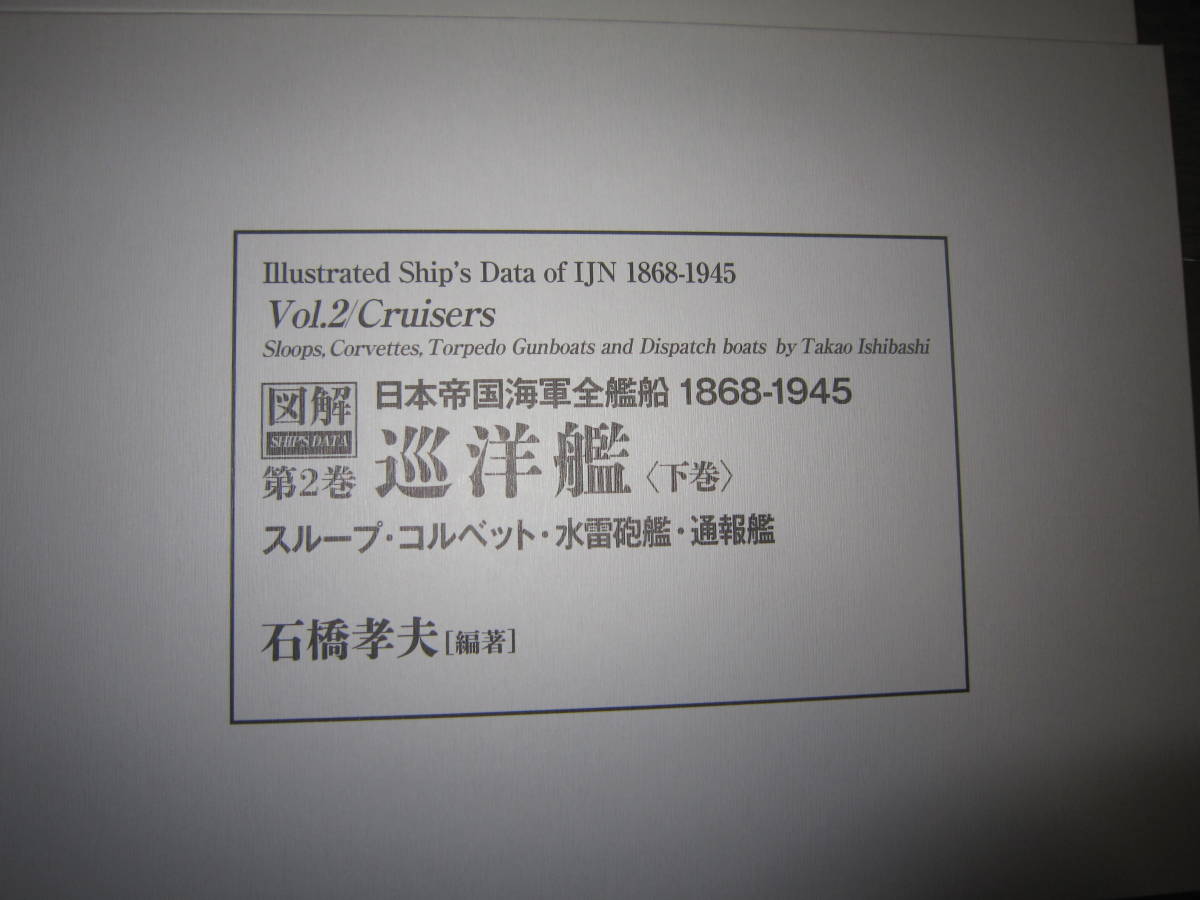 Illustrated Ship's Data of IJN 1868-1945
Vol.2/Cruisers
Sloops, Corvettes, Torpedo Gunboats and Dispatch boats by Takao Ishibashi
図解
SHIP'S DATA
日本帝国海軍全艦船 1868-1945
第2巻
巡洋艦〈下巻〉
スループ・コルベット・水雷砲艦・通報艦
石橋孝夫[編著]